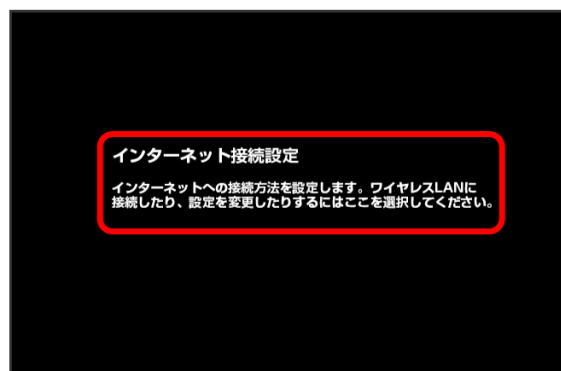 インターネット接続設定
インターネットへの接続方法を設定します。ワイヤレスLANに
接続したり、設定を変更したりするにはここを選択してください。